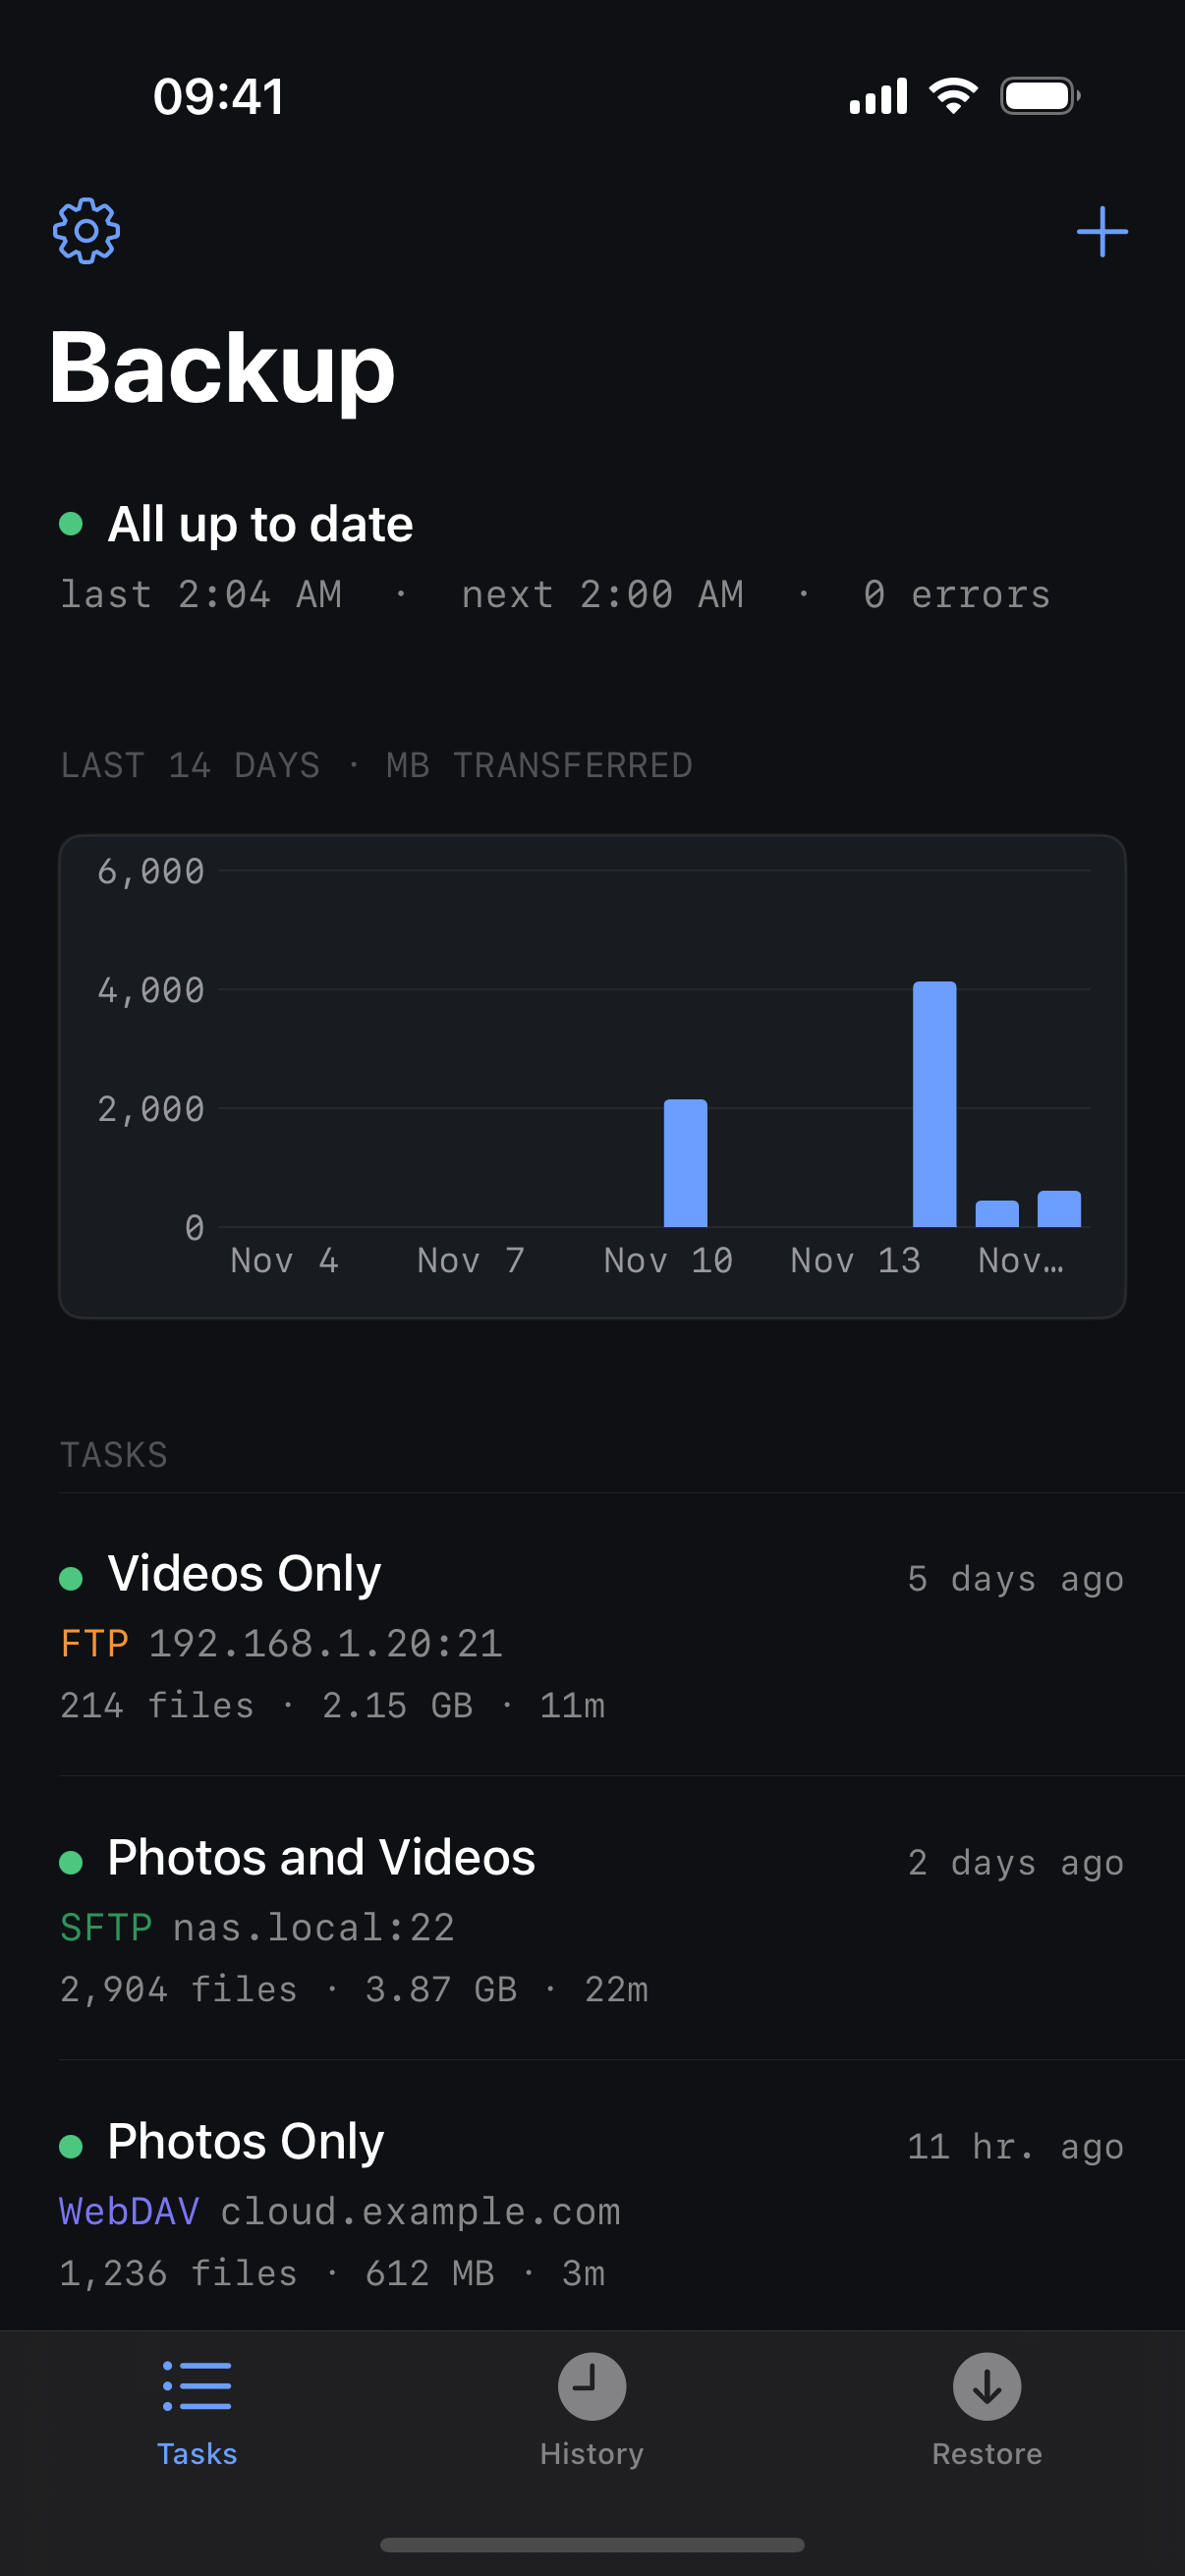 09:41
Backup
All up to date
last 2:04 AM · next 2:00 AM · 0 errors
LAST 14 DAYS · MB TRANSFERRED
6,000
4,000
2,000
0
Nov 4 Nov 7 Nov 10 Nov 13 Nov…
TASKS
Videos Only 5 days ago
FTP 192.168.1.20:21
214 files · 2.15 GB · 11m
Photos and Videos 2 days ago
SFTP nas.local:22
2,904 files · 3.87 GB · 22m
Photos Only 11 hr. ago
WebDAV cloud.example.com
1,236 files · 612 MB · 3m
Tasks History Restore